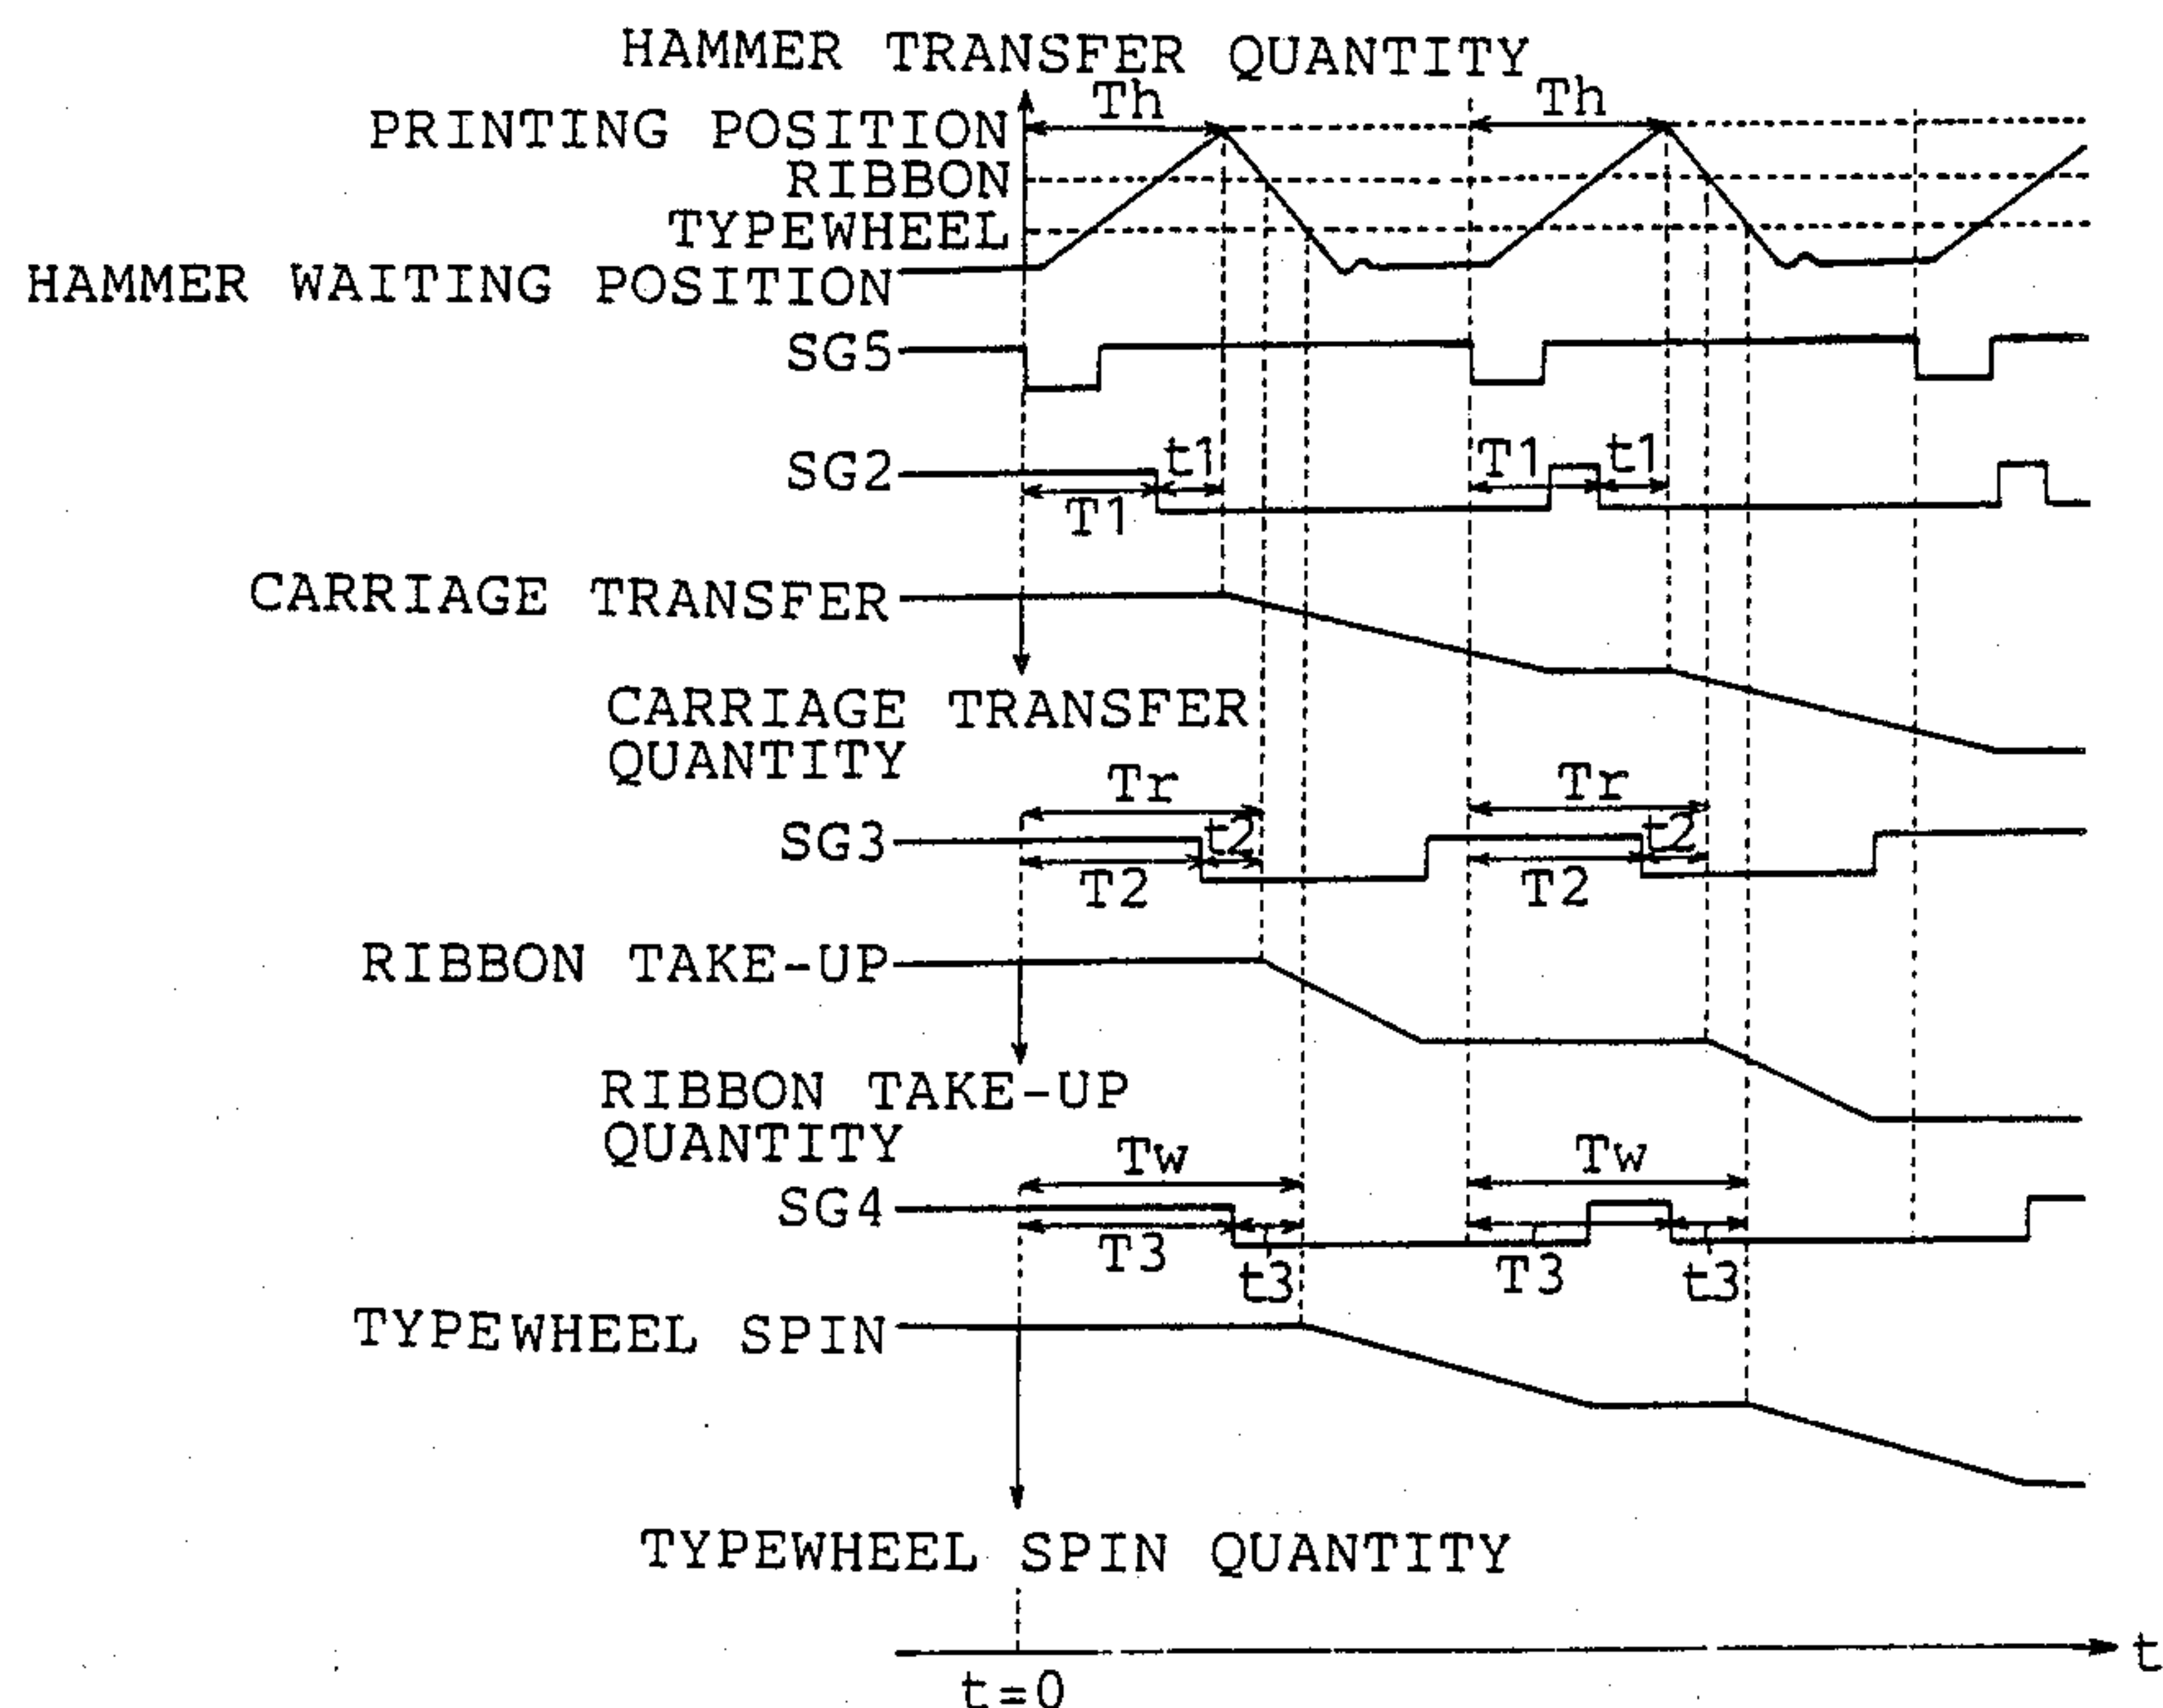 HAMMER TRANSFER QUANTITY
Th
Th
PRINTING POSITION
RIBBON
TYPEWHEEL
HAMMER WAITING POSITION
SG5
SG2
t1
T1
T1
t1
CARRIAGE TRANSFER
CARRIAGE TRANSFER
QUANTITY
Tr
Tr
SG3
t2
t2
T2
T2
RIBBON TAKE-UP
RIBBON TAKE-UP
QUANTITY
Tw
Tw
SG4
T3
t3
T3
t3
TYPEWHEEL SPIN
TYPEWHEEL SPIN QUANTITY
t
t=0